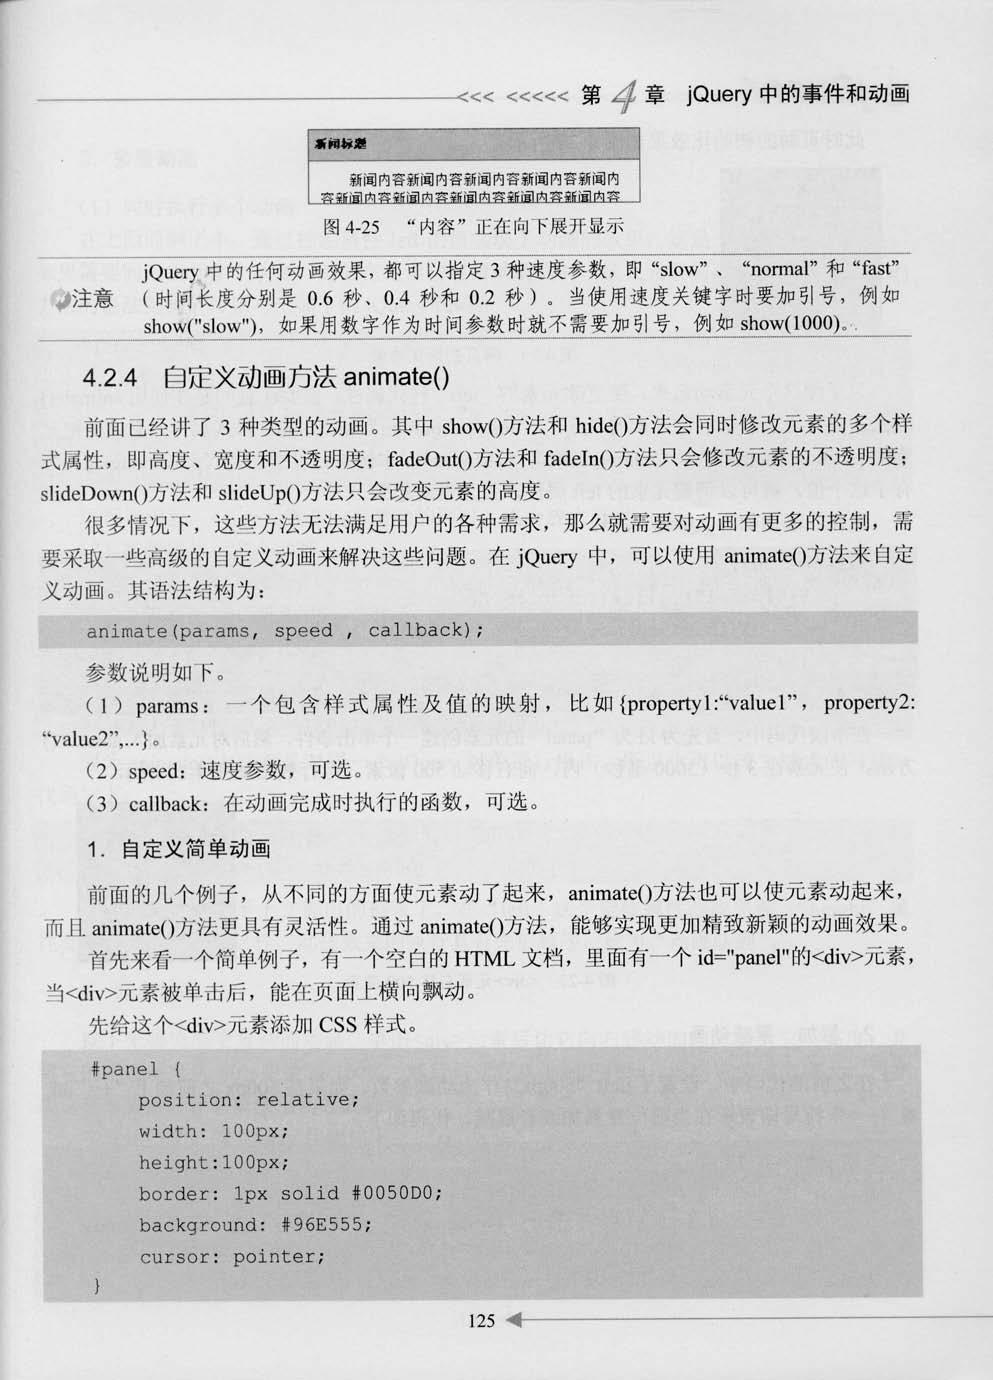 <<< <<<<< 第 4 章 jQuery 中的事件和动画
新闻标题
新闻内容新闻内容新闻内容新闻内容新闻内
容新闻内容新闻内容新闻内容新闻内容新闻内容
图 4-25 “内容”正在向下展开显示
jQuery 中的任何动画效果，都可以指定 3 种速度参数，即“slow”、“normal”和“fast”
注意 （时间长度分别是 0.6 秒、0.4 秒和 0.2 秒）。当使用速度关键字时要加引号，例如
show("slow")，如果用数字作为时间参数时就不需要加引号，例如 show(1000)。
4.2.4 自定义动画方法 animate()
前面已经讲了 3 种类型的动画。其中 show()方法和 hide()方法会同时修改元素的多个样
式属性，即高度、宽度和不透明度；fadeOut()方法和 fadeIn()方法只会修改元素的不透明度；
slideDown()方法和 slideUp()方法只会改变元素的高度。
很多情况下，这些方法无法满足用户的各种需求，那么就需要对动画有更多的控制，需
要采取一些高级的自定义动画来解决这些问题。在 jQuery 中，可以使用 animate()方法来自定
义动画。其语法结构为：
animate(params, speed , callback);
参数说明如下。
（1）params：一个包含样式属性及值的映射，比如{property1:“value1”，property2:
“value2”,...}。
（2）speed：速度参数，可选。
（3）callback：在动画完成时执行的函数，可选。
1．自定义简单动画
前面的几个例子，从不同的方面使元素动了起来，animate()方法也可以使元素动起来，
而且 animate()方法更具有灵活性。通过 animate()方法，能够实现更加精致新颖的动画效果。
首先来看一个简单例子，有一个空白的 HTML 文档，里面有一个 id="panel"的<div>元素，
当<div>元素被单击后，能在页面上横向飘动。
先给这个<div>元素添加 CSS 样式。
#panel {
position: relative;
width: 100px;
height:100px;
border: 1px solid #0050D0;
background: #96E555;
cursor: pointer;
}
125